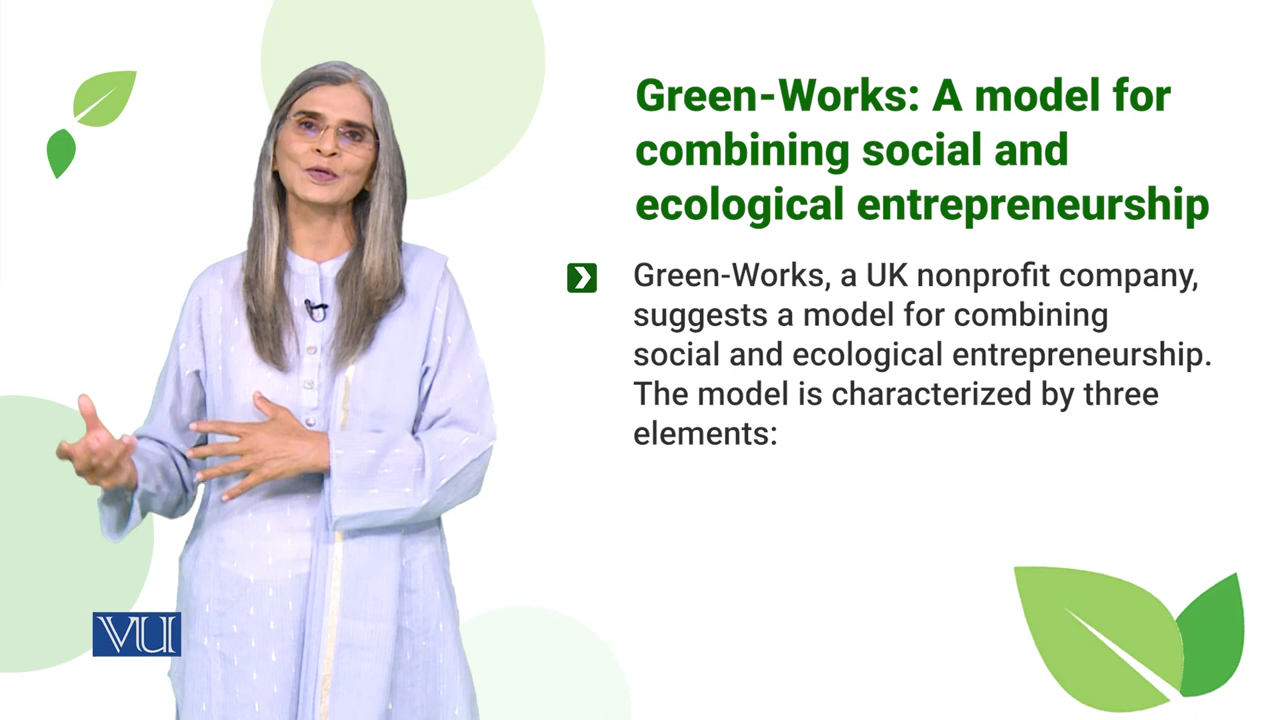 Green-Works: A model for
combining social and
ecological entrepreneurship
Green-Works, a UK nonprofit company,
suggests a model for combining
social and ecological entrepreneurship.
The model is characterized by three
elements:
VU